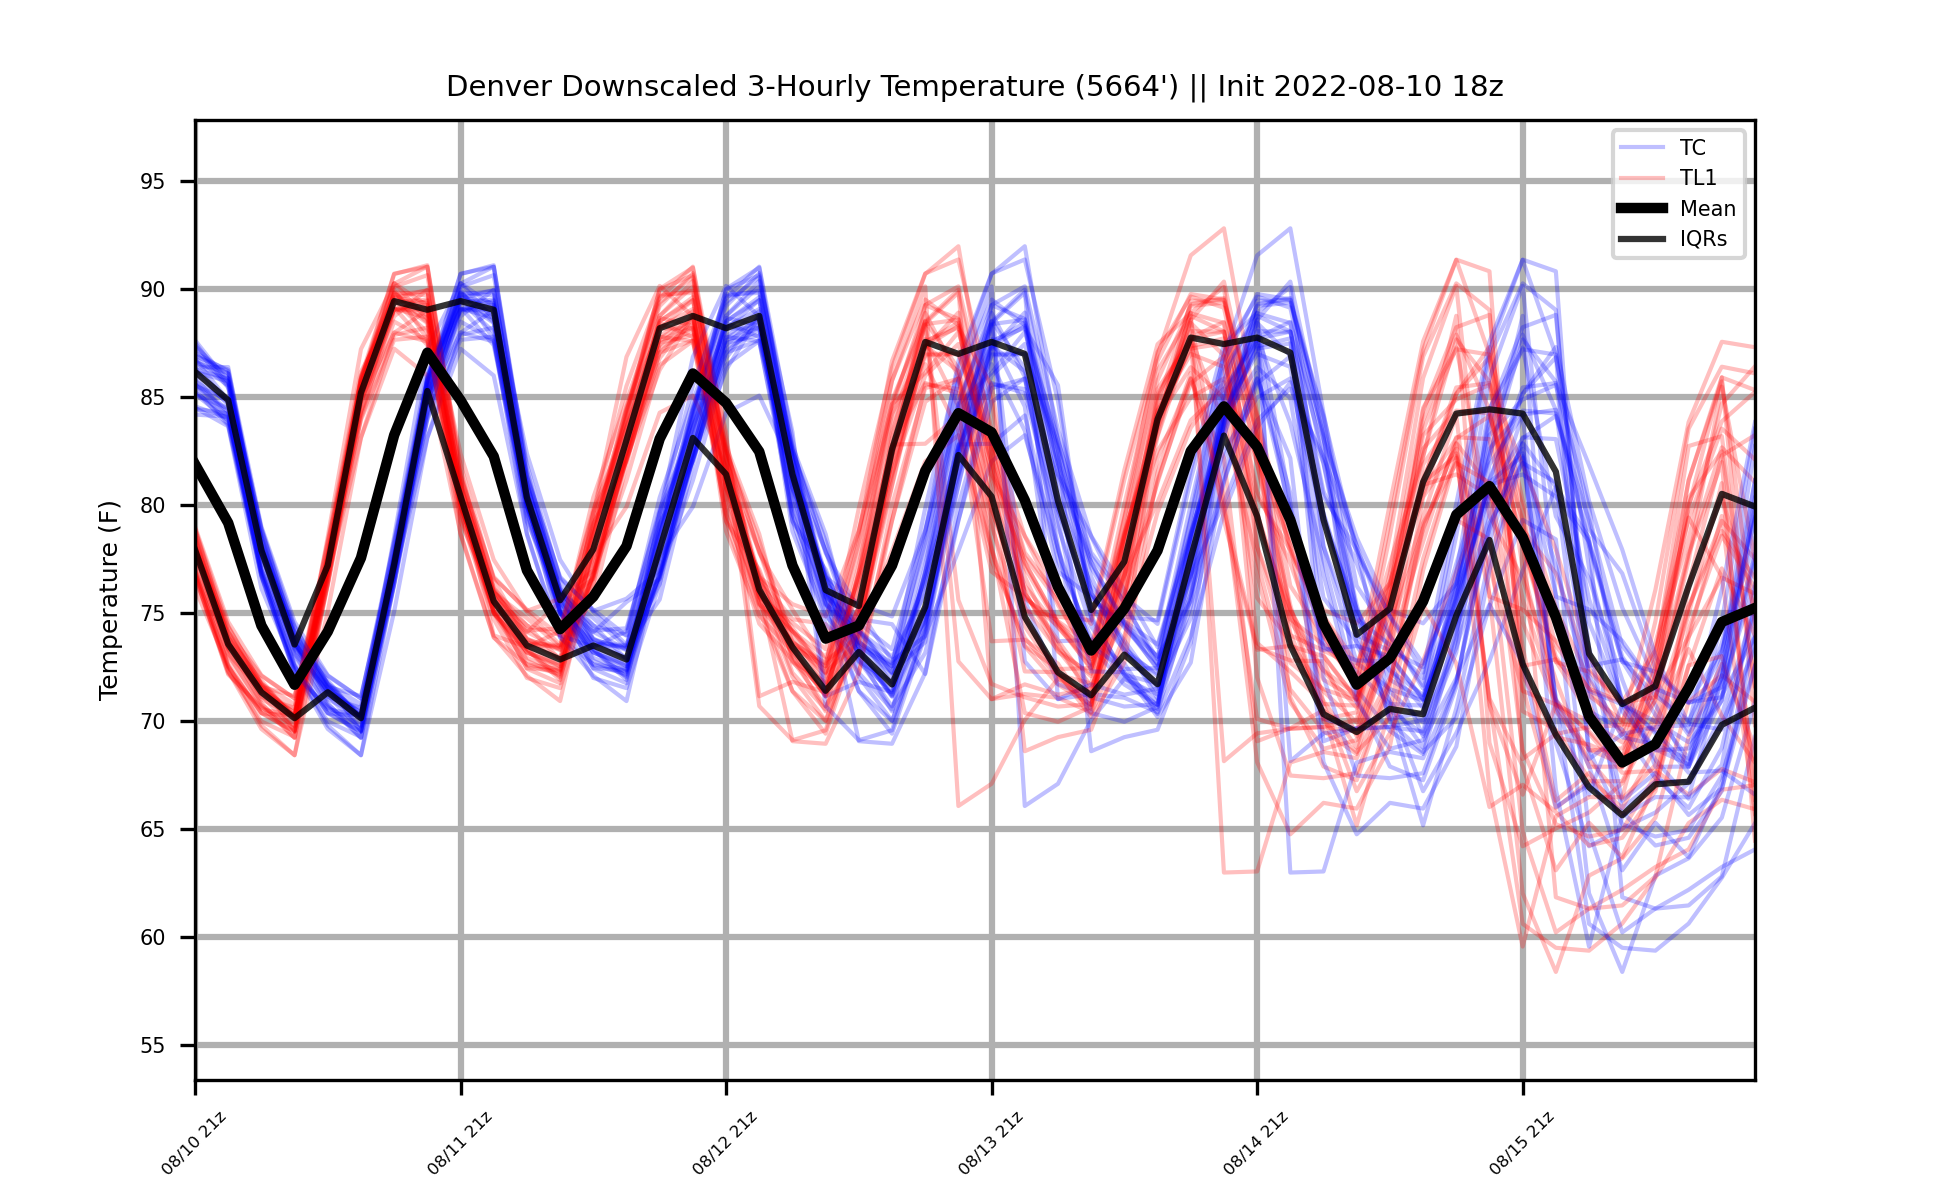 Denver Downscaled 3-Hourly Temperature (5664') || Init 2022-08-10 18z
TC
TL1
Mean
IQRs
95
90
85
80
75
70
65
60
55
Temperature (F)
08/10 21z
08/11 21z
08/12 21z
08/13 21z
08/14 21z
08/15 21z